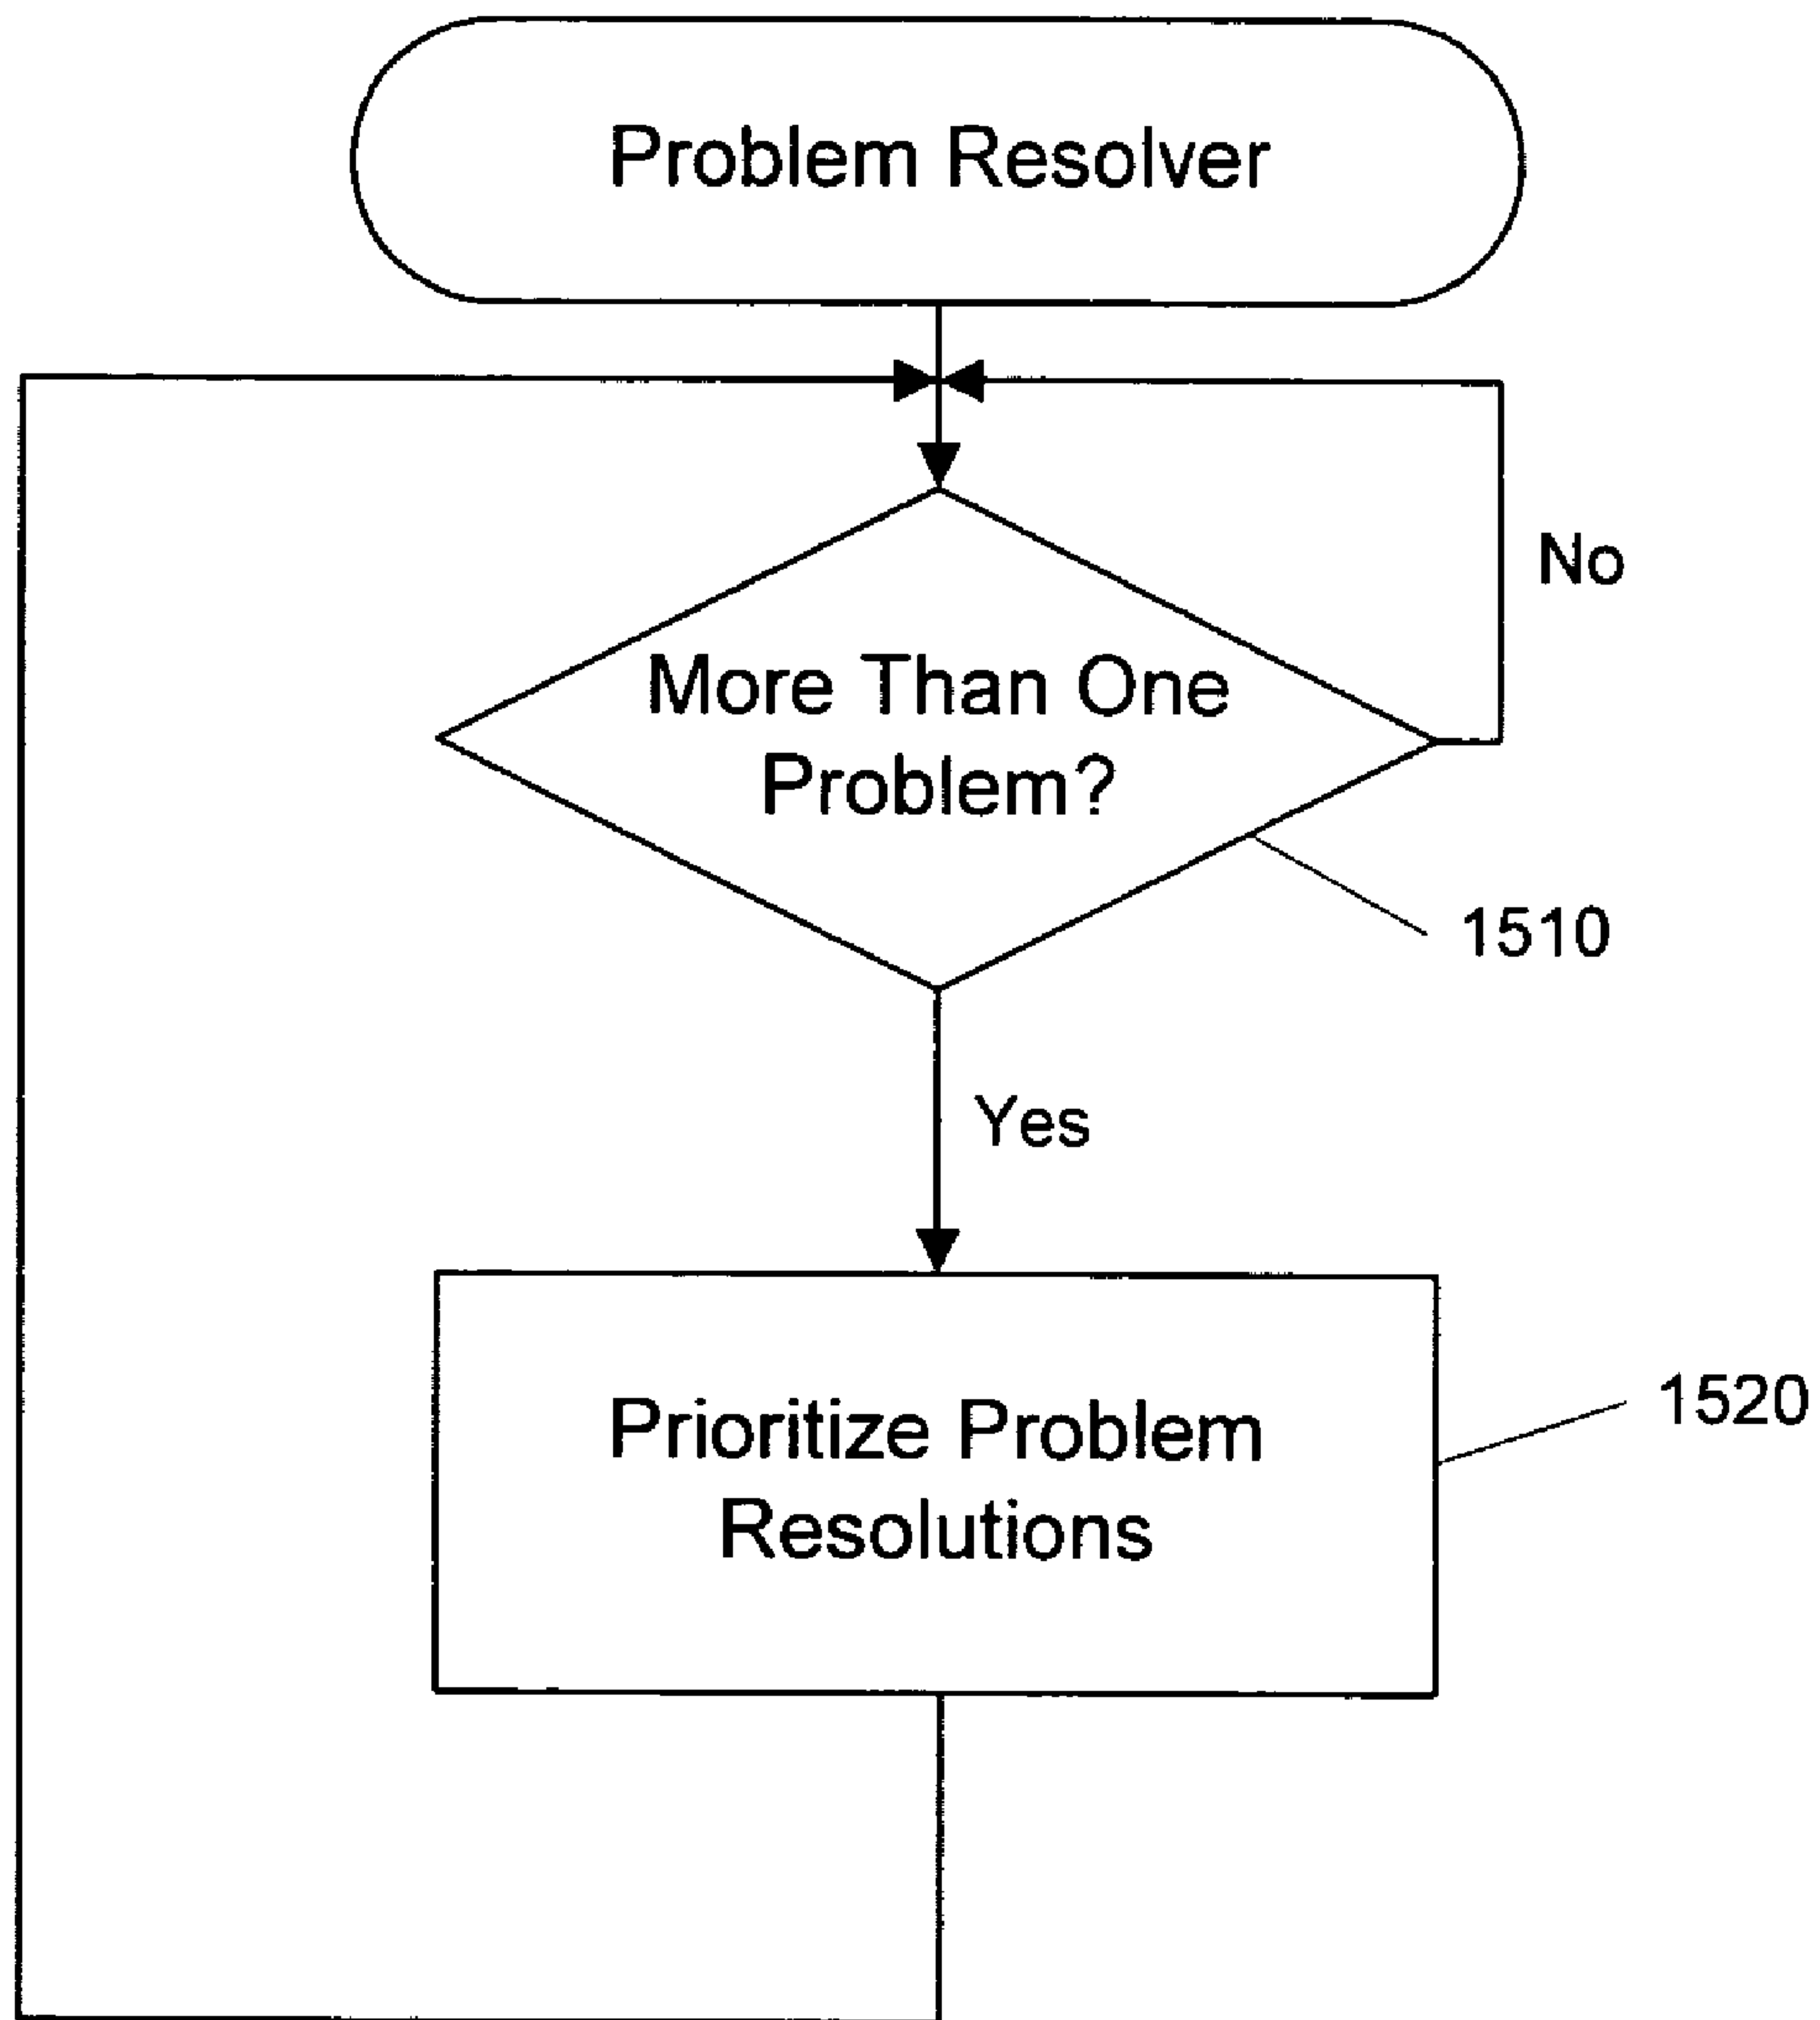 Problem Resolver
No
More Than One
Problem?
1510
Yes
Prioritize Problem
Resolutions
1520